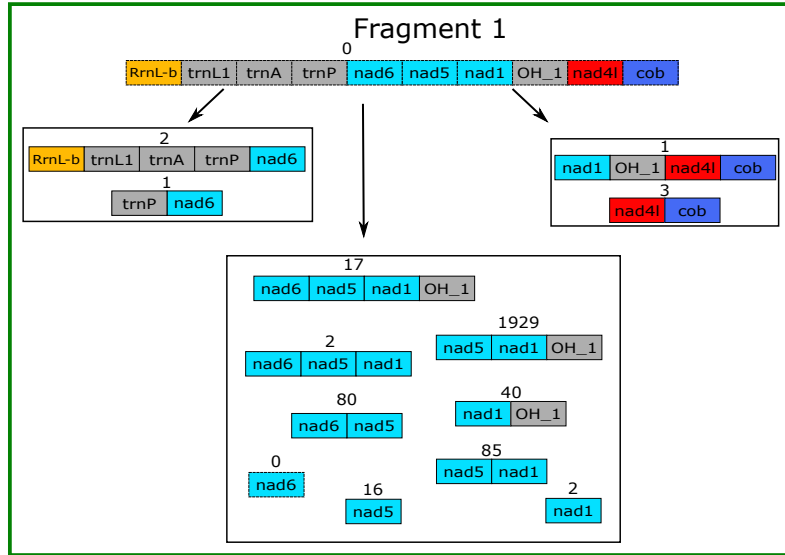 Fragment 1
0
RrnL-b trnL1 trnA trnP nad6 nad5 nad1 OH_1 nad4l cob
2
RrnL-b trnL1 trnA trnP nad6
1
trnP nad6
1
nad1 OH_1 nad4l cob
3
nad4l cob
17
nad6 nad5 nad1 OH_1
1929
nad5 nad1 OH_1
2
nad6 nad5 nad1
80
nad6 nad5
40
nad1 OH_1
85
nad5 nad1
0
nad6
16
nad5
2
nad1